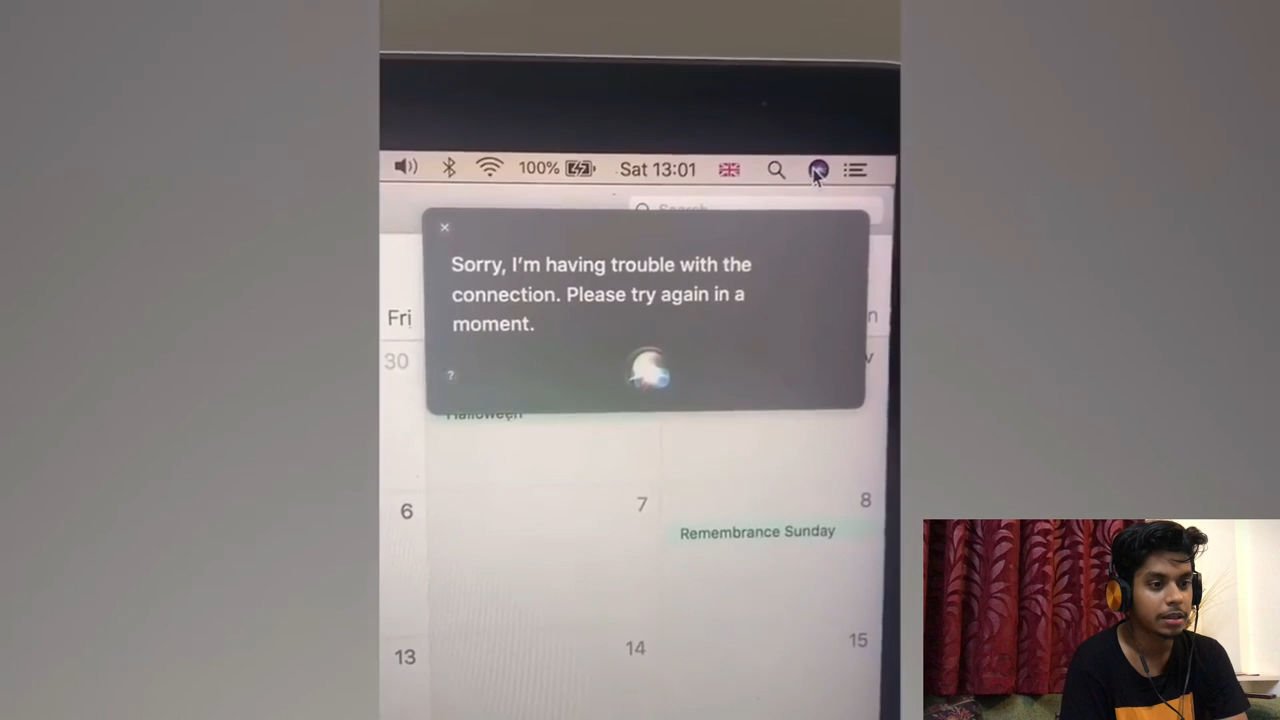 100% Sat 13:01
Search
×
Sorry, I'm having trouble with the
connection. Please try again in a
moment.
?
Fri
n
30
v
Halloween
6
7
8
Remembrance Sunday
13
14
15